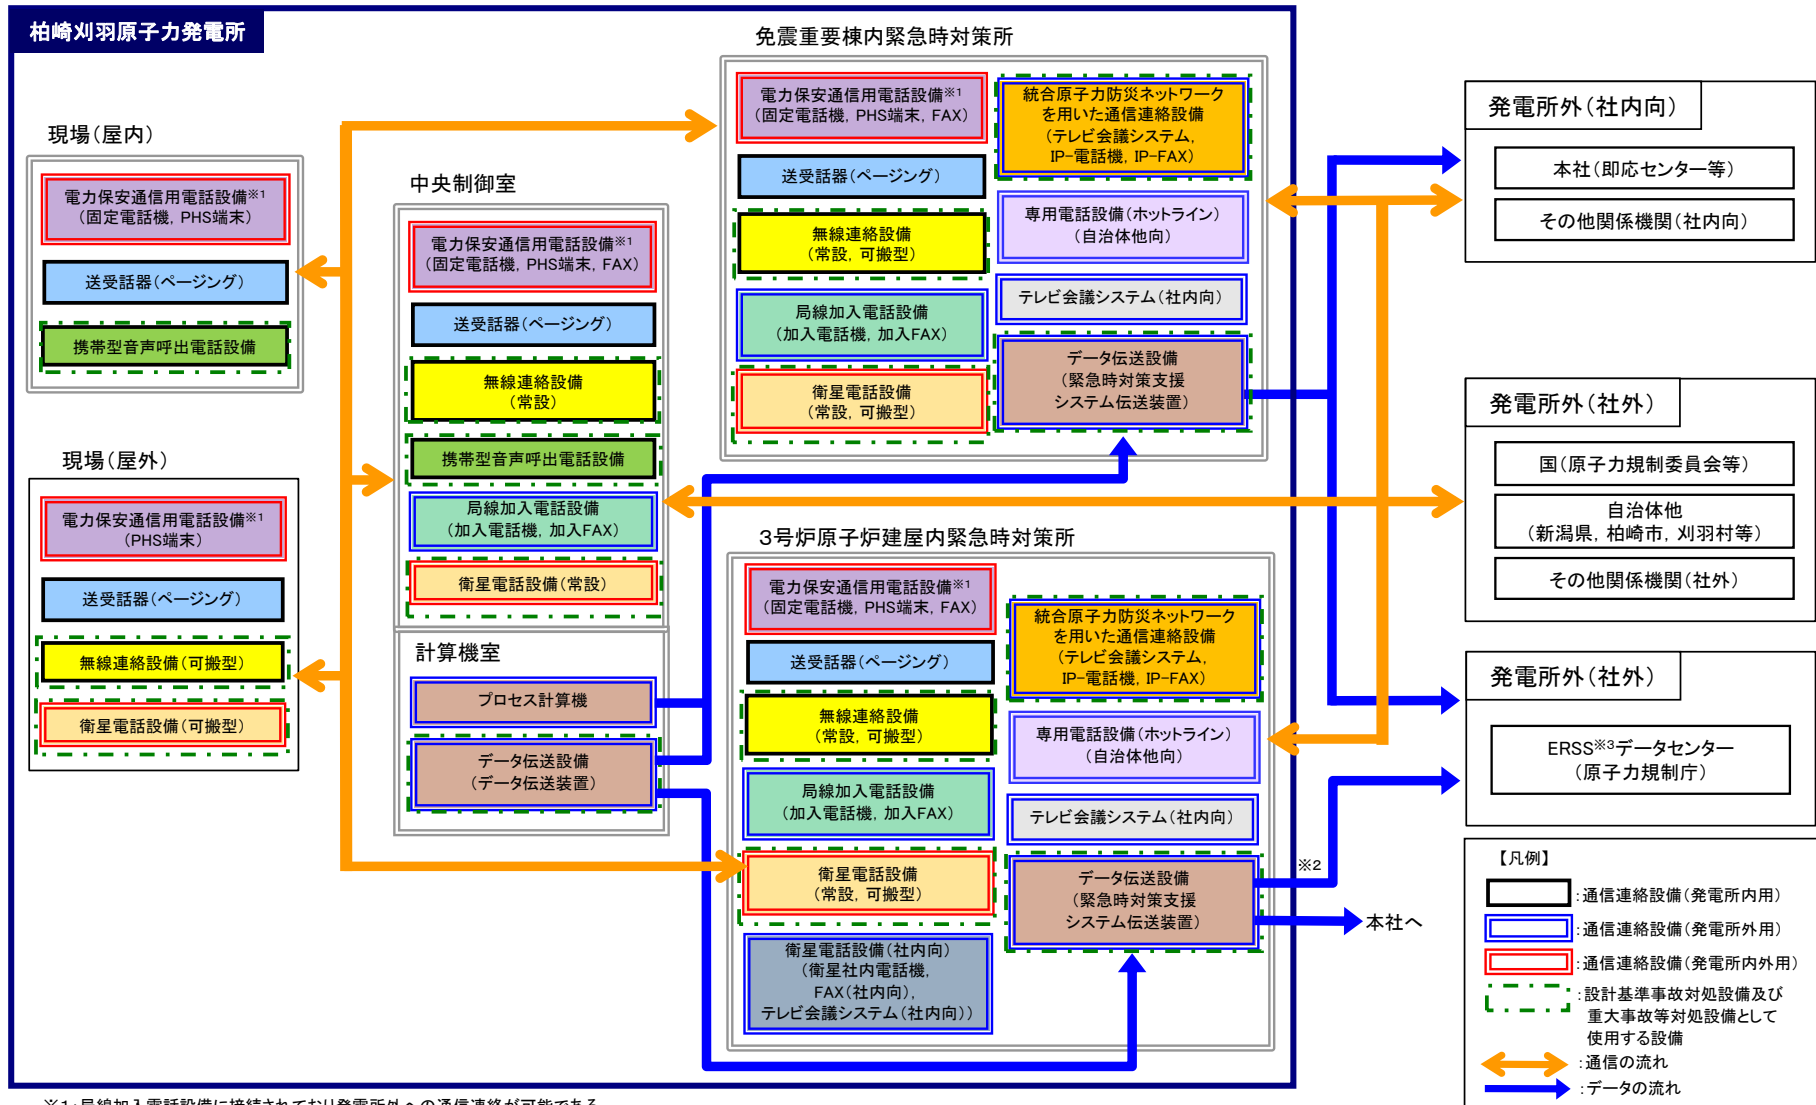 柏崎刈羽原子力発電所
現場(屋内)
電力保安通信用電話設備※1
(固定電話機, PHS端末)
送受話器(ページング)
携帯型音声呼出電話設備
現場(屋外)
電力保安通信用電話設備※1
(PHS端末)
送受話器(ページング)
無線連絡設備(可搬型)
衛星電話設備(可搬型)
中央制御室
電力保安通信用電話設備※1
(固定電話機, PHS端末, FAX)
送受話器(ページング)
無線連絡設備
(常設)
携帯型音声呼出電話設備
局線加入電話設備
(加入電話機, 加入FAX)
衛星電話設備(常設)
計算機室
プロセス計算機
データ伝送設備
(データ伝送装置)
免震重要棟内緊急時対策所
電力保安通信用電話設備※1
(固定電話機, PHS端末, FAX)
送受話器(ページング)
無線連絡設備
(常設, 可搬型)
局線加入電話設備
(加入電話機, 加入FAX)
衛星電話設備
(常設, 可搬型)
統合原子力防災ネットワーク
を用いた通信連絡設備
(テレビ会議システム,
IP-電話機, IP-FAX)
専用電話設備(ホットライン)
(自治体他向)
テレビ会議システム(社内向)
データ伝送設備
(緊急時対策支援
システム伝送装置)
3号炉原子炉建屋内緊急時対策所
電力保安通信用電話設備※1
(固定電話機, PHS端末, FAX)
送受話器(ページング)
無線連絡設備
(常設, 可搬型)
局線加入電話設備
(加入電話機, 加入FAX)
衛星電話設備
(常設, 可搬型)
衛星電話設備(社内向)
(衛星社内電話機,
FAX(社内向),
テレビ会議システム(社内向))
統合原子力防災ネットワーク
を用いた通信連絡設備
(テレビ会議システム,
IP-電話機, IP-FAX)
専用電話設備(ホットライン)
(自治体他向)
テレビ会議システム(社内向)
データ伝送設備
(緊急時対策支援
システム伝送装置)
※2
本社へ
発電所外(社内向)
本社(即応センター等)
その他関係機関(社内向)
発電所外(社外)
国(原子力規制委員会等)
自治体他
(新潟県, 柏崎市, 刈羽村等)
その他関係機関(社外)
発電所外(社外)
ERSS※3データセンター
(原子力規制庁)
【凡例】
:通信連絡設備(発電所内用)
:通信連絡設備(発電所外用)
:通信連絡設備(発電所内外用)
:設計基準事故対処設備及び
重大事故等対処設備として
使用する設備
:通信の流れ
:データの流れ
※1:局線加入電話設備に接続されており発電所外への通信連絡が可能である